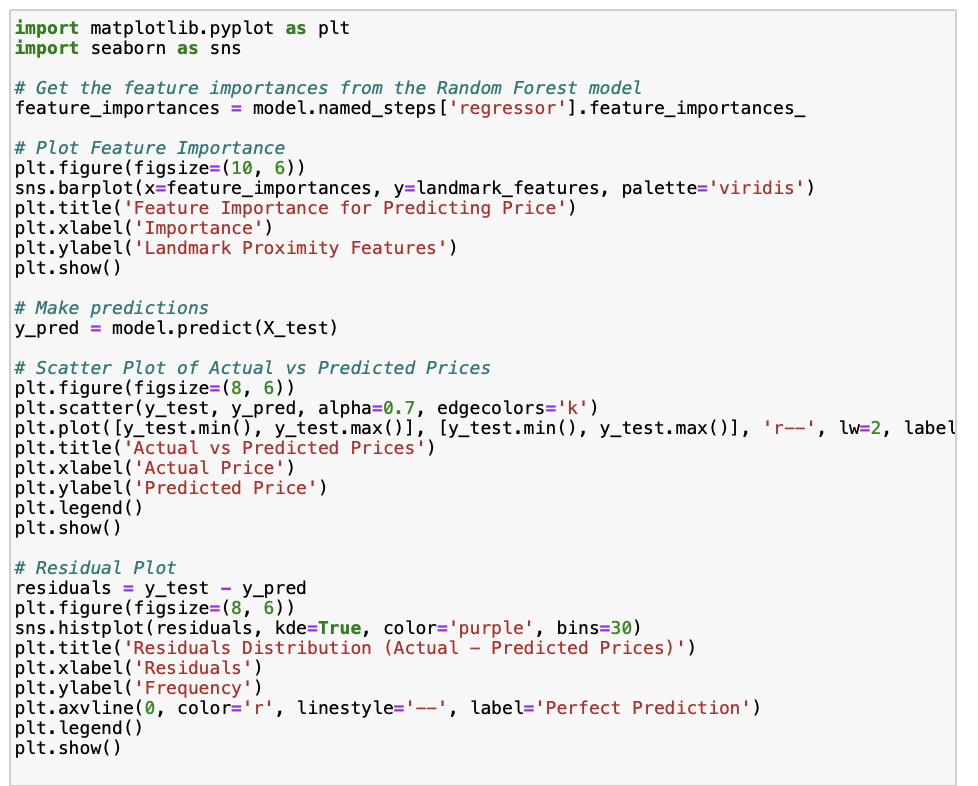 import matplotlib.pyplot as plt
import seaborn as sns
# Get the feature importances from the Random Forest model
feature_importances = model.named_steps['regressor'].feature_importances_
# Plot Feature Importance
plt.figure(figsize=(10, 6))
sns.barplot(x=feature_importances, y=landmark_features, palette='viridis')
plt.title('Feature Importance for Predicting Price')
plt.xlabel('Importance')
plt.ylabel('Landmark Proximity Features')
plt.show()
# Make predictions
y_pred = model.predict(X_test)
# Scatter Plot of Actual vs Predicted Prices
plt.figure(figsize=(8, 6))
plt.scatter(y_test, y_pred, alpha=0.7, edgecolors='k')
plt.plot([y_test.min(), y_test.max()], [y_test.min(), y_test.max()], 'r--', lw=2, label
plt.title('Actual vs Predicted Prices')
plt.xlabel('Actual Price')
plt.ylabel('Predicted Price')
plt.legend()
plt.show()
# Residual Plot
residuals = y_test - y_pred
plt.figure(figsize=(8, 6))
sns.histplot(residuals, kde=True, color='purple', bins=30)
plt.title('Residuals Distribution (Actual - Predicted Prices)')
plt.xlabel('Residuals')
plt.ylabel('Frequency')
plt.axvline(0, color='r', linestyle='--', label='Perfect Prediction')
plt.legend()
plt.show()